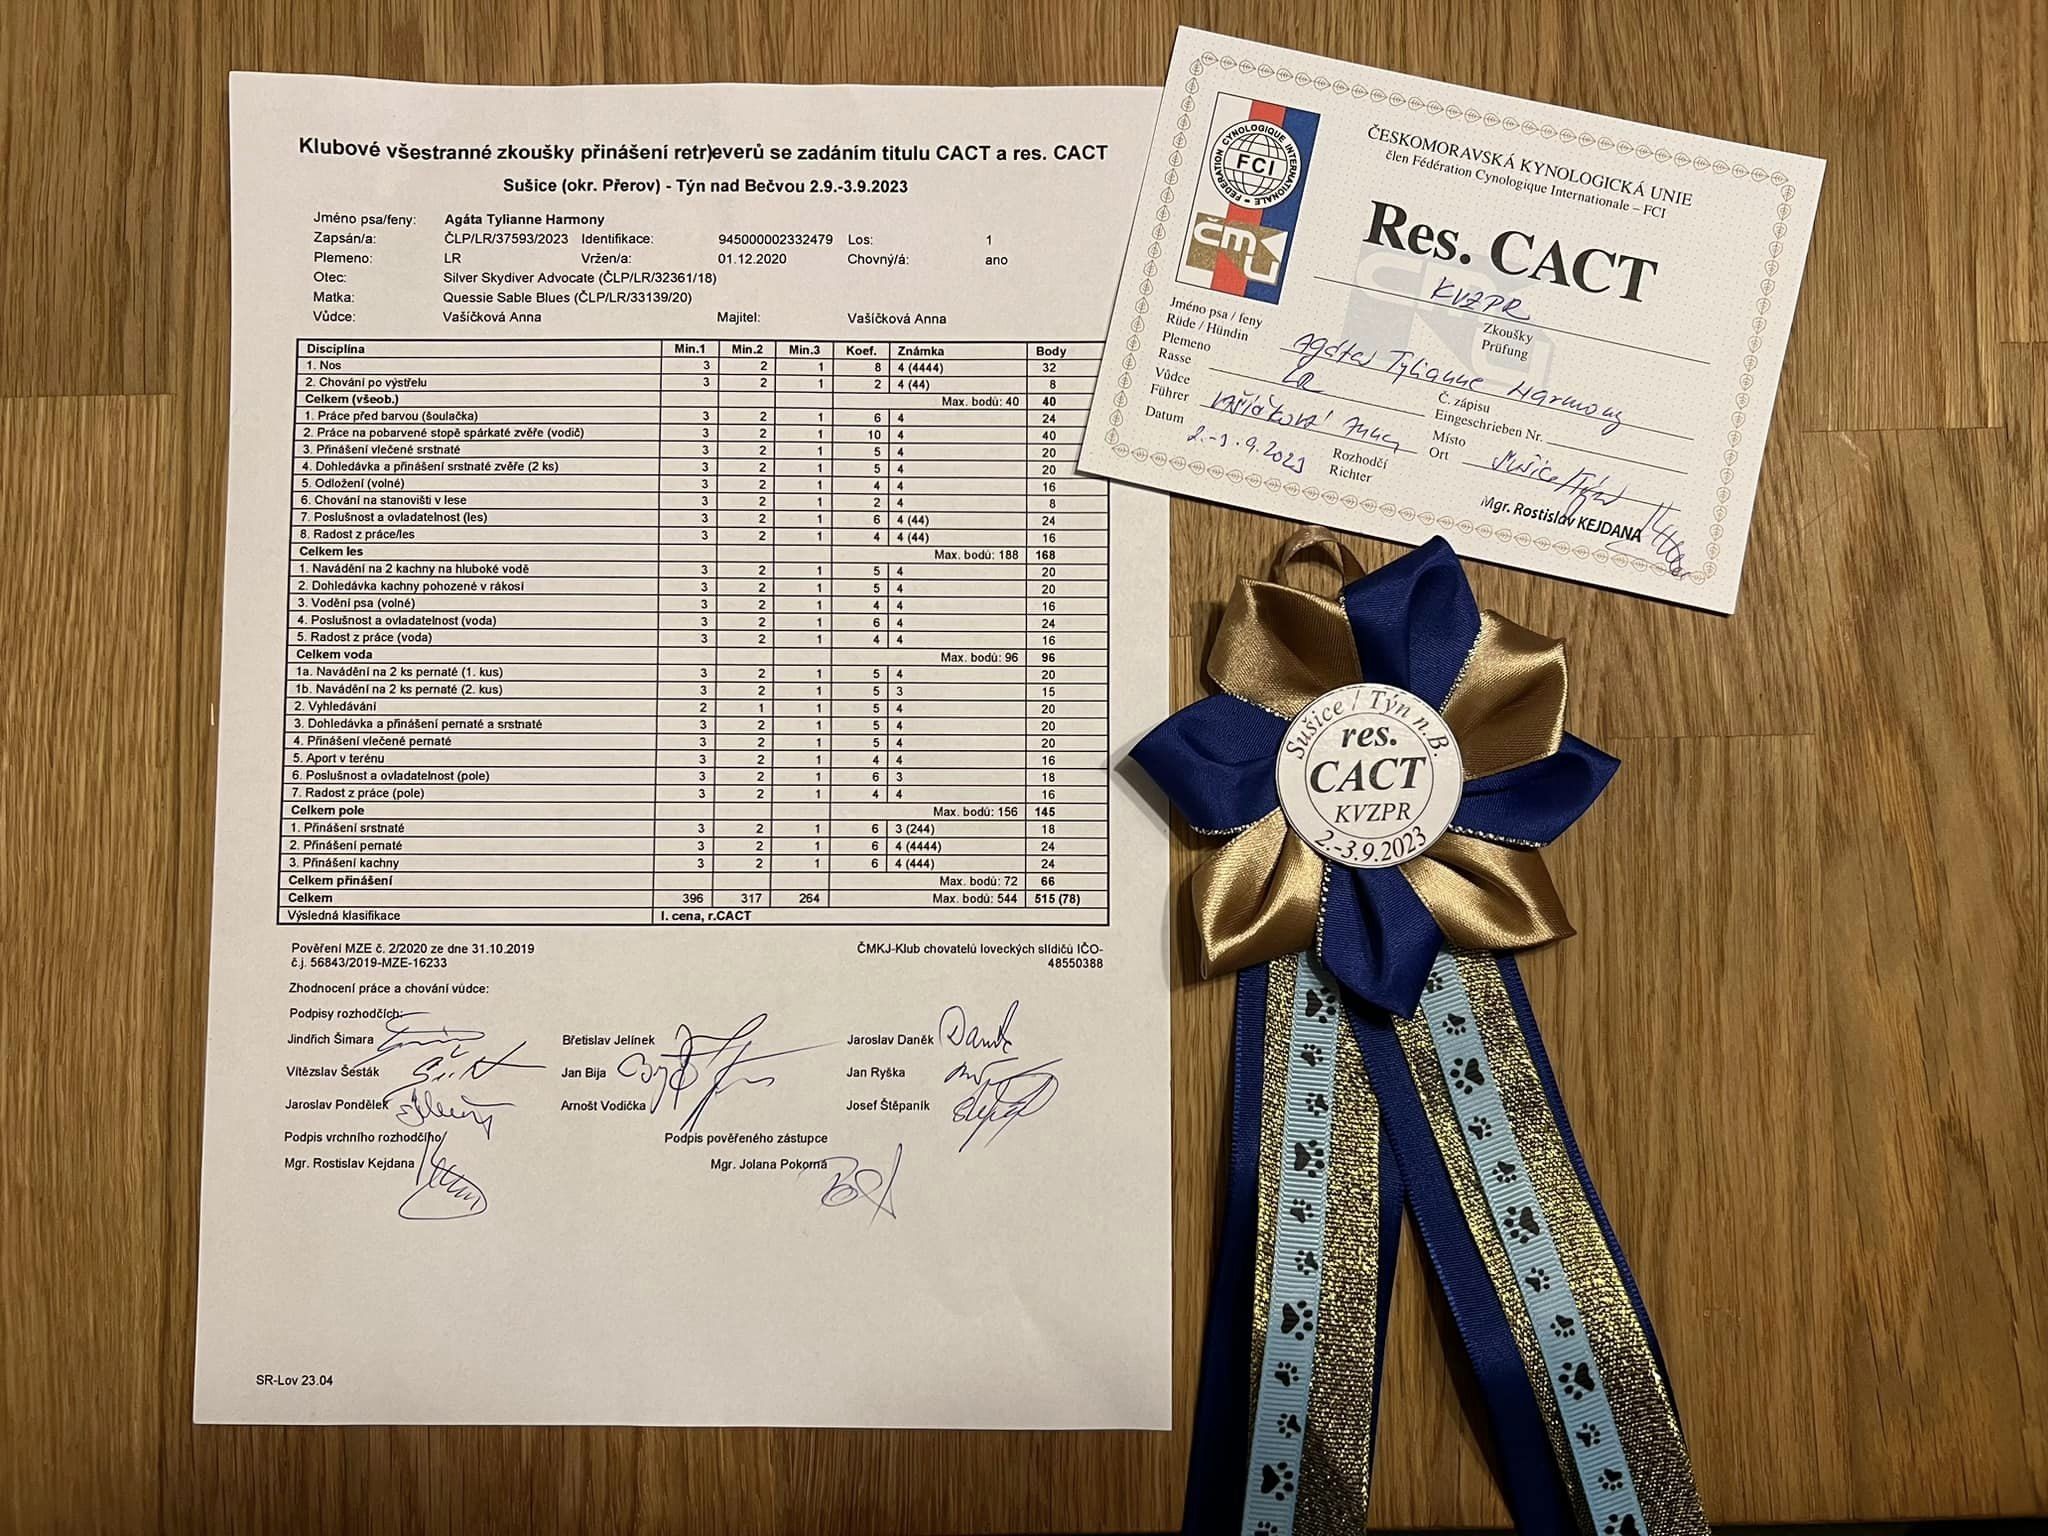 Klubové všestranné zkoušky přinášení retrieverů se zadáním titulu CACT a res. CACT
Sušice (okr. Přerov) - Týn nad Bečvou 2.9.-3.9.2023
Jméno psa/feny: Agáta Tylianne Harmony
Zapsán/a: ČLP/LR/37593/2023 Identifikace: 945000002332479 Los: 1
Plemeno: LR Vržen/a: 01.12.2020 Chovný/á: ano
Otec: Silver Skydiver Advocate (ČLP/LR/32361/18)
Matka: Quessie Sable Blues (ČLP/LR/33139/20)
Vůdce: Vašíčková Anna Majitel: Vašíčková Anna
Disciplína Min.1 Min.2 Min.3 Koef. Známka Body
1. Nos 3 2 1 8 4 (4444) 32
2. Chování po výstřelu 3 2 1 2 4 (44) 8
Celkem (všeob.) Max. bodů: 40 40
1. Práce před barvou (šoulačka) 3 2 1 6 4 24
2. Práce na pobarvené stopě spárkaté zvěře (vodič) 3 2 1 10 4 40
3. Přinášení vlečené srstnaté 3 2 1 5 4 20
4. Dohledávka a přinášení srstnaté zvěře (2 ks) 3 2 1 5 4 20
5. Odložení (volné) 3 2 1 4 4 16
6. Chování na stanovišti v lese 3 2 1 2 4 8
7. Poslušnost a ovladatelnost (les) 3 2 1 6 4 (44) 24
8. Radost z práce/les 3 2 1 4 4 (44) 16
Celkem les Max. bodů: 188 168
1. Navádění na 2 kachny na hluboké vodě 3 2 1 5 4 20
2. Dohledávka kachny pohozené v rákosí 3 2 1 5 4 20
3. Vodění psa (volné) 3 2 1 4 4 16
4. Poslušnost a ovladatelnost (voda) 3 2 1 6 4 24
5. Radost z práce (voda) 3 2 1 4 4 16
Celkem voda Max. bodů: 96 96
1a. Navádění na 2 ks pernaté (1. kus) 3 2 1 5 4 20
1b. Navádění na 2 ks pernaté (2. kus) 3 2 1 5 3 15
2. Vyhledávání 2 1 1 5 4 20
3. Dohledávka a přinášení pernaté a srstnaté 3 2 1 5 4 20
4. Přinášení vlečené pernaté 3 2 1 5 4 20
5. Aport v terénu 3 2 1 4 4 16
6. Poslušnost a ovladatelnost (pole) 3 2 1 6 3 18
7. Radost z práce (pole) 3 2 1 4 4 16
Celkem pole Max. bodů: 156 145
1. Přinášení srstnaté 3 2 1 6 3 (244) 18
2. Přinášení pernaté 3 2 1 6 4 (4444) 24
3. Přinášení kachny 3 2 1 6 4 (444) 24
Celkem přinášení Max. bodů: 72 66
Celkem 396 317 264 Max. bodů: 544 515 (78)
Výsledná klasifikace I. cena, r.CACT
Pověření MZE č. 2/2020 ze dne 31.10.2019 ČMKJ-Klub chovatelů loveckých slídičů IČO-
č.j. 56843/2019-MZE-16233 48550388
Zhodnocení práce a chování vůdce:
Podpisy rozhodčích:
Jindřich Šimara Břetislav Jelínek Jaroslav Daněk
Vítězslav Šesták Jan Bija Jan Ryška
Jaroslav Pondělek Arnošt Vodička Josef Štěpaník
Podpis vrchního rozhodčího Podpis pověřeného zástupce
Mgr. Rostislav Kejdana Mgr. Jolana Pokorná
SR-Lov 23.04
FEDERATION CYNOLOGIQUE INTERNATIONALE
FCI
ČMKU
ČESKOMORAVSKÁ KYNOLOGICKÁ UNIE
člen Fédération Cynologique Internationale – FCI
Res. CACT
KVZPR
Zkoušky
Prüfung
Jméno psa / feny Agáta Tylianne Harmony
Rüde / Hündin
Plemeno LR Č. zápisu
Rasse Eingeschrieben Nr.
Vůdce Vašíčková Anna Místo
Führer Ort Sušice/Týn
Datum 2.-3.9.2023 Rozhodčí
Richter
Mgr. Rostislav KEJDANA
Sušice / Týn n. B.
res.
CACT
KVZPR
2.-3.9.2023